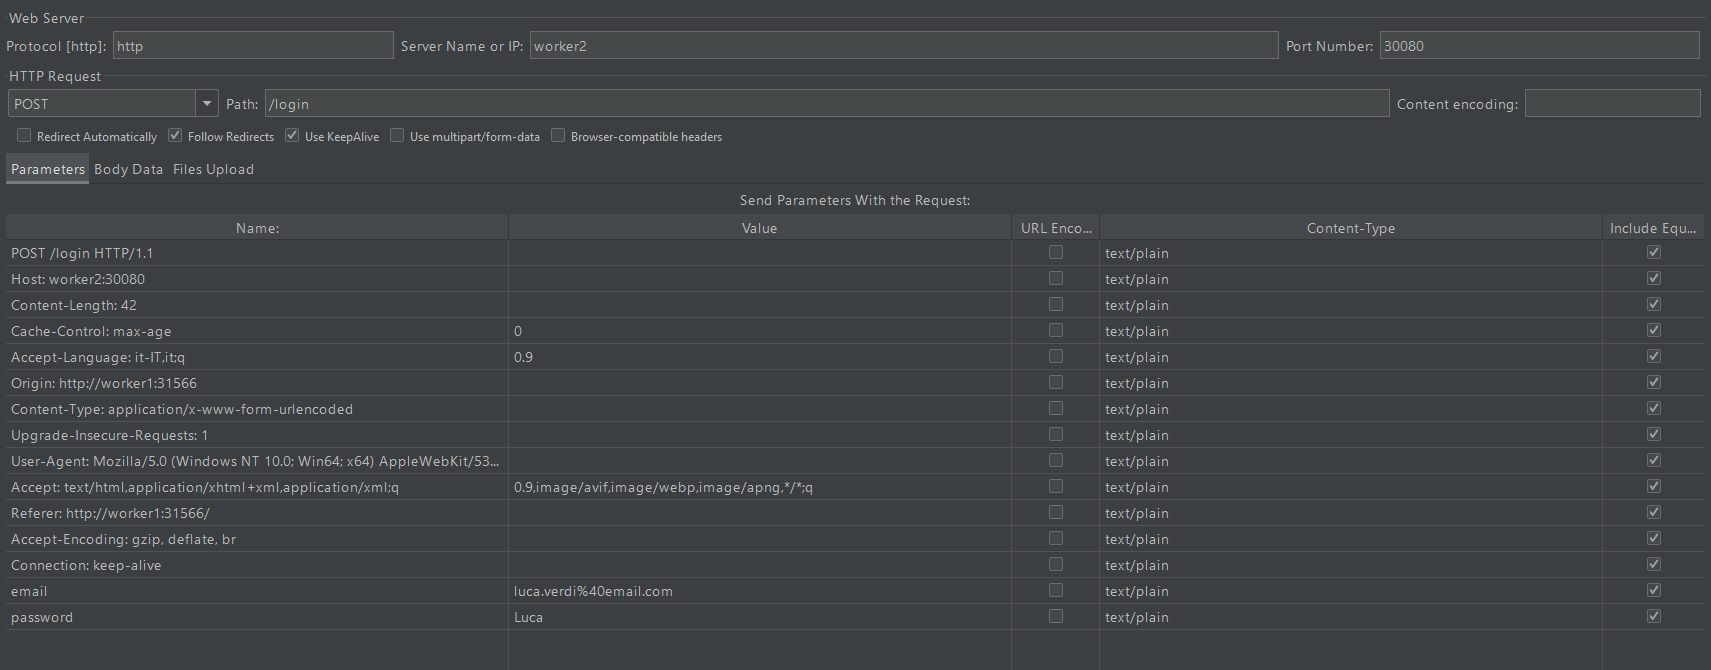 Web Server
Protocol [http]: http Server Name or IP: worker2 Port Number: 30080
HTTP Request
POST Path: /login Content encoding:
Redirect Automatically Follow Redirects Use KeepAlive Use multipart/form-data Browser-compatible headers
Parameters Body Data Files Upload
Send Parameters With the Request:
Name: Value URL Enco... Content-Type Include Equ...
POST /login HTTP/1.1 text/plain
Host: worker2:30080 text/plain
Content-Length: 42 text/plain
Cache-Control: max-age 0 text/plain
Accept-Language: it-IT,it;q 0.9 text/plain
Origin: http://worker1:31566 text/plain
Content-Type: application/x-www-form-urlencoded text/plain
Upgrade-Insecure-Requests: 1 text/plain
User-Agent: Mozilla/5.0 (Windows NT 10.0; Win64; x64) AppleWebKit/53... text/plain
Accept: text/html,application/xhtml+xml,application/xml;q 0.9,image/avif,image/webp,image/apng,*/*;q text/plain
Referer: http://worker1:31566/ text/plain
Accept-Encoding: gzip, deflate, br text/plain
Connection: keep-alive text/plain
email luca.verdi%40email.com text/plain
password Luca text/plain